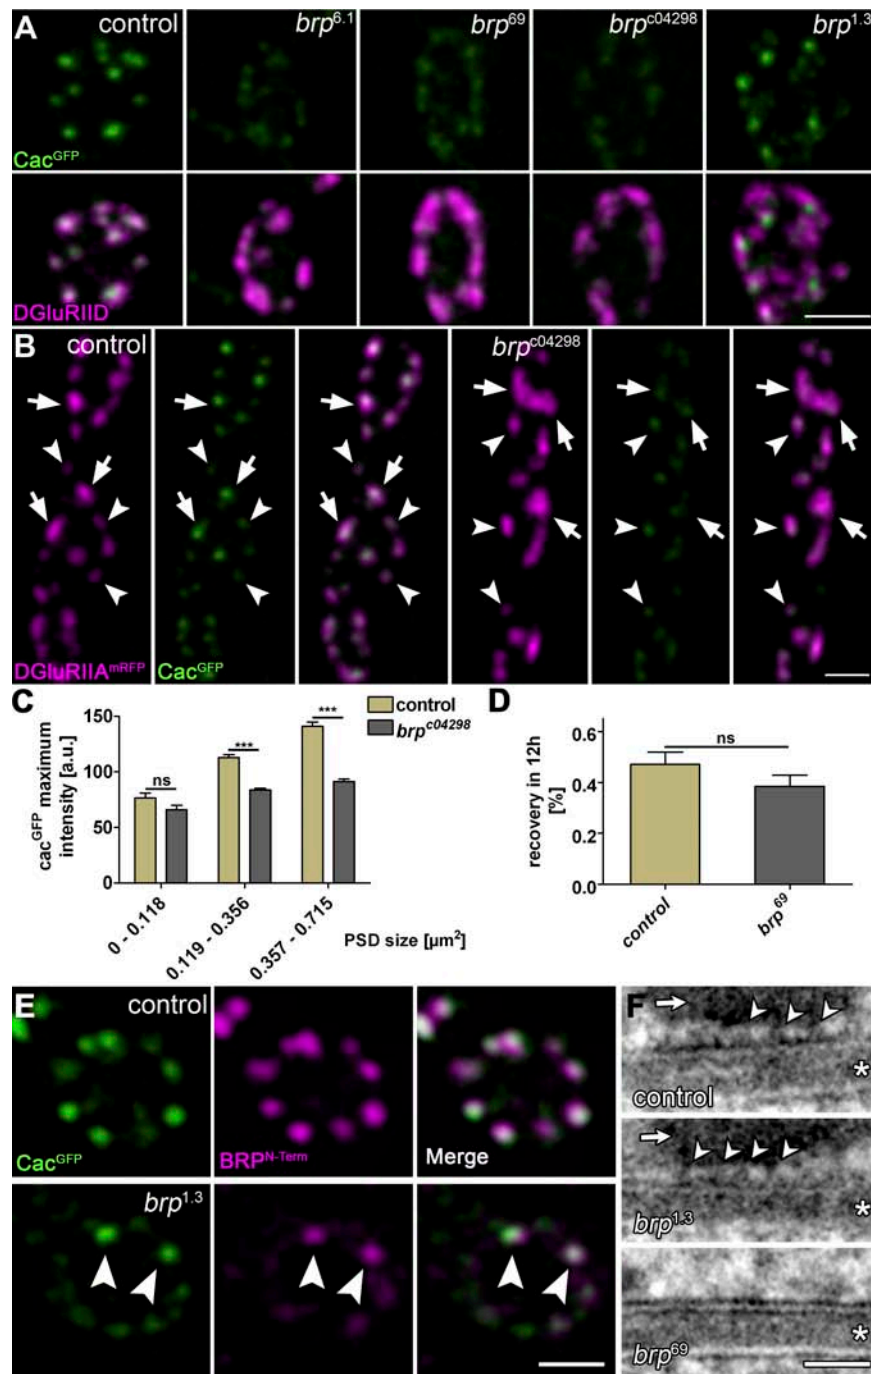 A control brp6.1 brp69 brpc04298 brp1.3
CacGFP
DGluRIID
B control brpc04298
DGluRIIAmRFP CacGFP
C
control
brpc04298
cacGFP maximum
intensity [a.u.]
150
100
50
0
ns
***
***
0 - 0.118
0.119 - 0.356
0.357 - 0.715
PSD size [µm2]
D
recovery in 12h
[%]
0.6
0.4
0.2
0.0
ns
control
brp69
E control
CacGFP BRPN-Term Merge
brp1.3
F
*
control
*
brp1.3
*
brp69